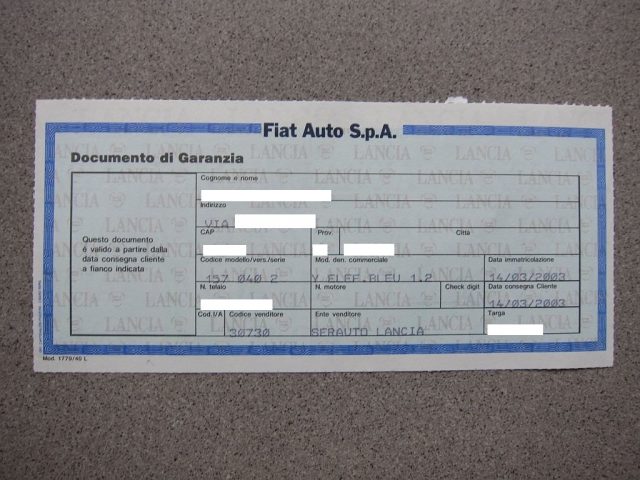 Fiat Auto S.p.A.
Documento di Garanzia
Questo documento
é valido a partire dalla
data consegna cliente
a fianco indicata
Cognome e nome
Indirizzo
VIA
CAP Prov. Citta
Codice modello/vers./serie Mod. den. commerciale Data immatricolazione
157 040 2 Y ELEF.BLEU 1.2 14/03/2003
N. telaio N. motore Check digit Data consegna Cliente
14/03/2003
Cod.I/A Codice venditore Ente venditore Targa
30730 SERAUTO LANCIA
Mod. 1779/40 L
LANCIA